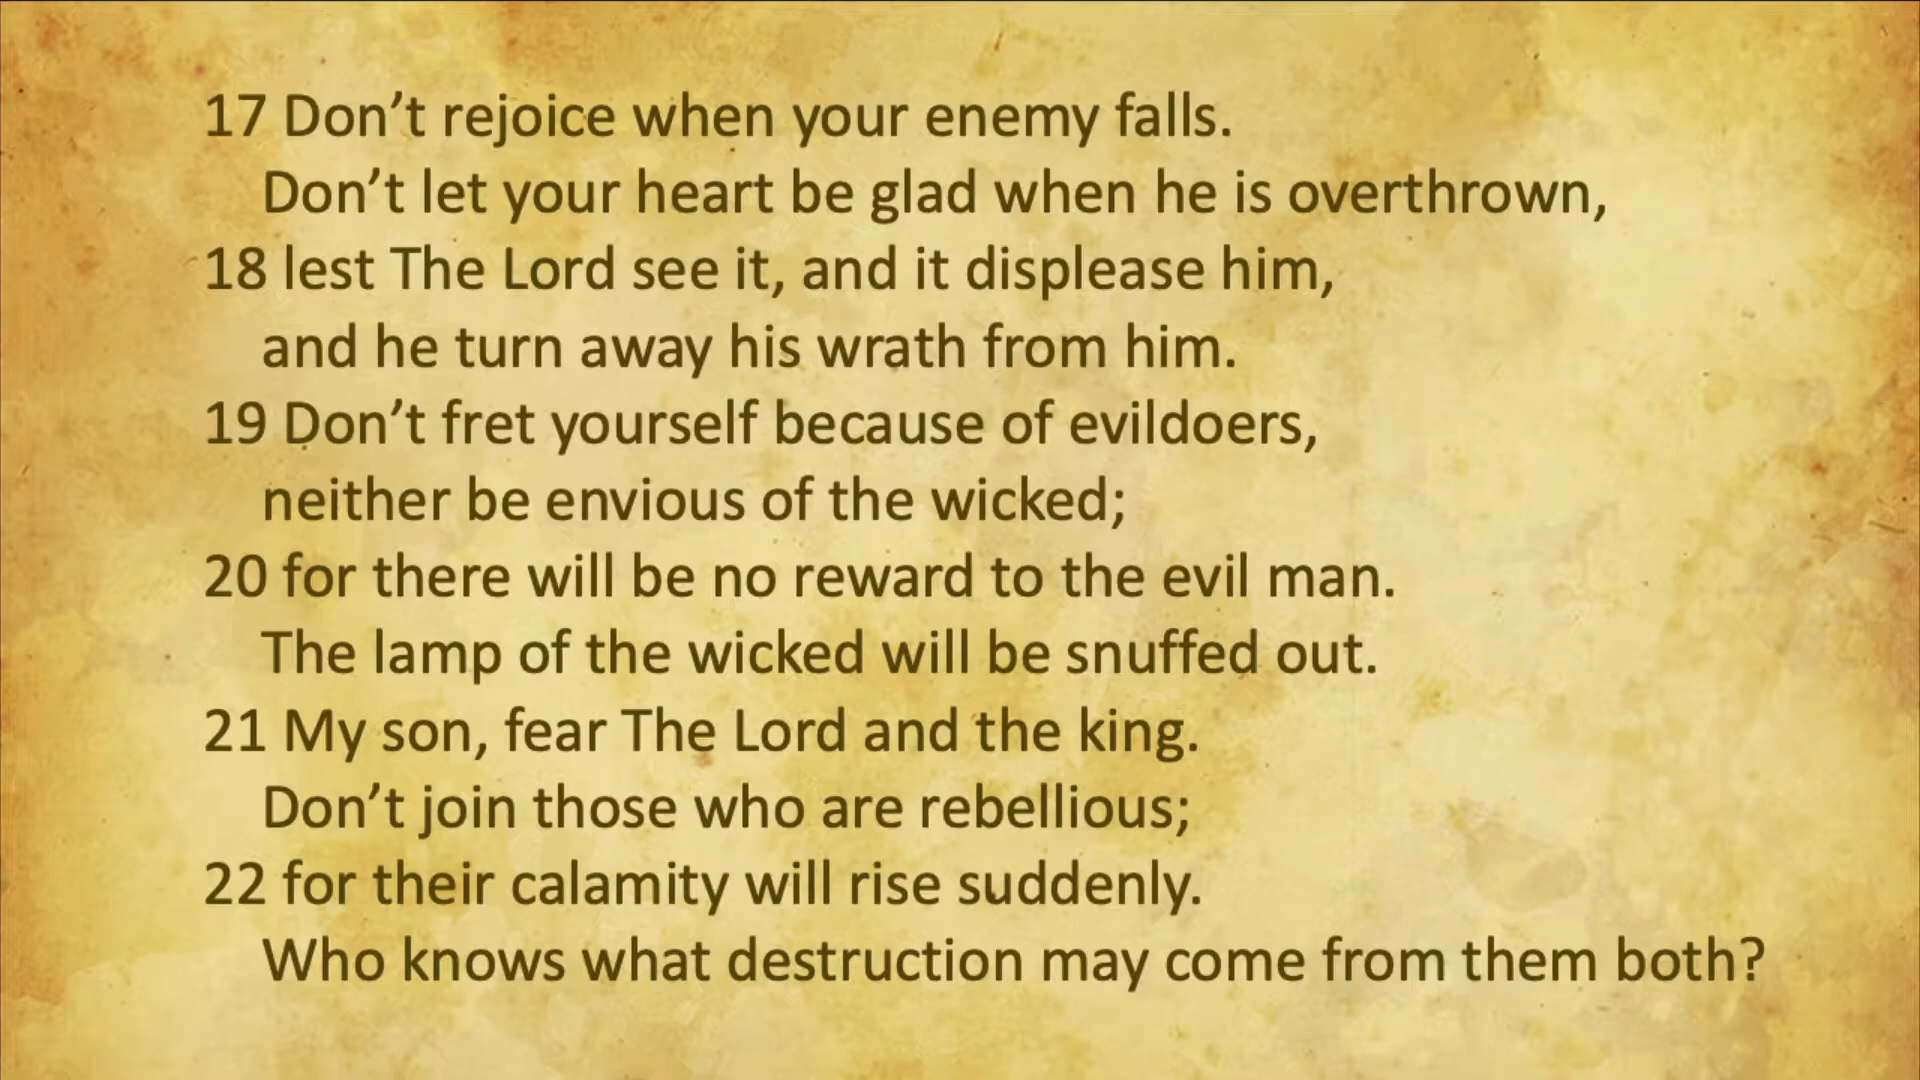 17 Don’t rejoice when your enemy falls.
Don’t let your heart be glad when he is overthrown,
18 lest The Lord see it, and it displease him,
and he turn away his wrath from him.
19 Don’t fret yourself because of evildoers,
neither be envious of the wicked;
20 for there will be no reward to the evil man.
The lamp of the wicked will be snuffed out.
21 My son, fear The Lord and the king.
Don’t join those who are rebellious;
22 for their calamity will rise suddenly.
Who knows what destruction may come from them both?